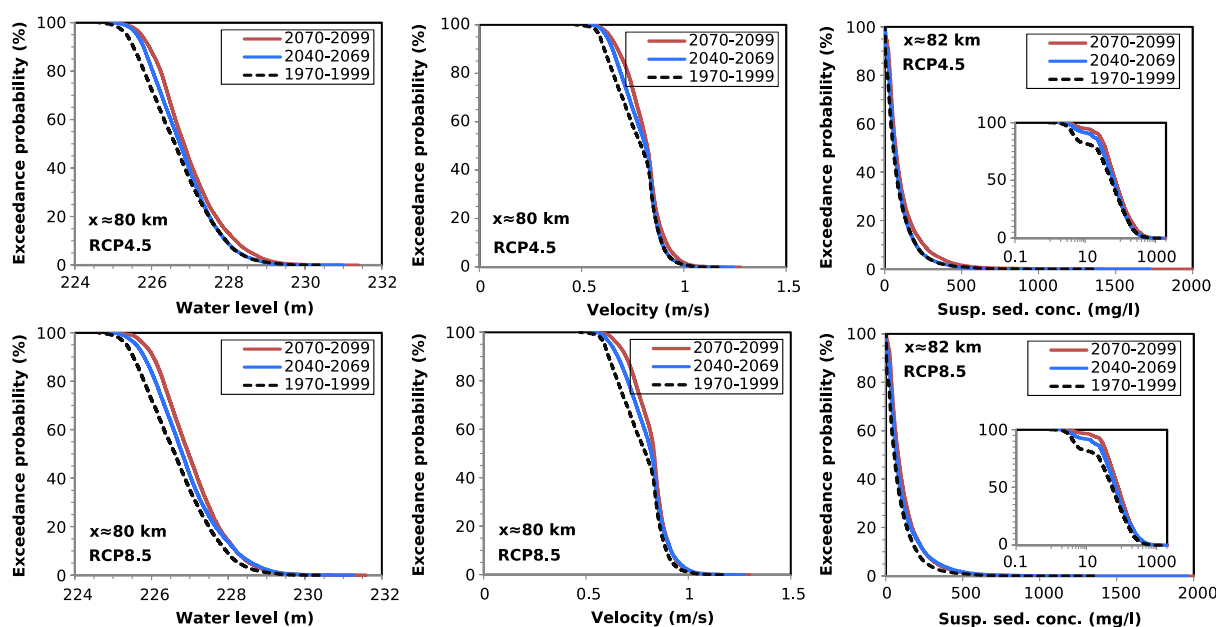 Exceedance probability (%)
100
80
60
40
20
0
2070-2099
2040-2069
1970-1999
x≈80 km
RCP4.5
224 226 228 230 232
Water level (m)
Exceedance probability (%)
100
80
60
40
20
0
2070-2099
2040-2069
1970-1999
x≈80 km
RCP4.5
0 0.5 1 1.5
Velocity (m/s)
Exceedance probability (%)
100
80
60
40
20
0
x≈82 km
RCP4.5
2070-2099
2040-2069
1970-1999
100
50
0
0.1 10 1000
0 500 1000 1500 2000
Susp. sed. conc. (mg/l)
Exceedance probability (%)
100
80
60
40
20
0
2070-2099
2040-2069
1970-1999
x≈80 km
RCP8.5
224 226 228 230 232
Water level (m)
Exceedance probability (%)
100
80
60
40
20
0
2070-2099
2040-2069
1970-1999
x≈80 km
RCP8.5
0 0.5 1 1.5
Velocity (m/s)
Exceedance probability (%)
100
80
60
40
20
0
x≈82 km
RCP8.5
2070-2099
2040-2069
1970-1999
100
50
0
0.1 10 1000
0 500 1000 1500 2000
Susp. sed. conc. (mg/l)